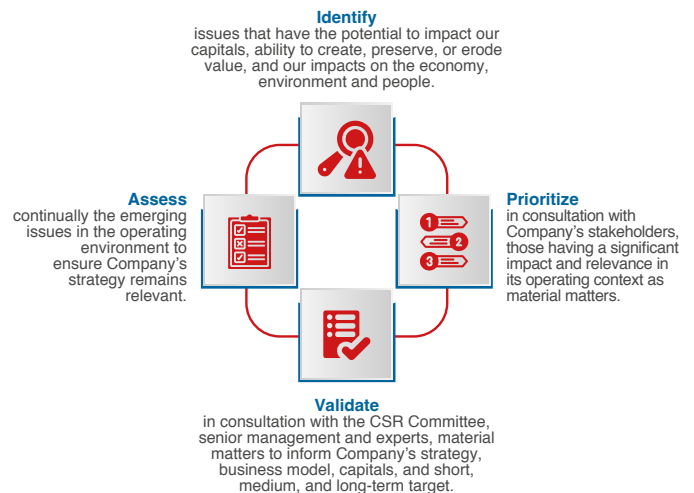 Identify
issues that have the potential to impact our
capitals, ability to create, preserve, or erode
value, and our impacts on the economy,
environment and people.
Assess
continually the emerging
issues in the operating
environment to
ensure Company's
strategy remains
relevant.
1
2
3
Prioritize
in consultation with
Company's stakeholders,
those having a significant
impact and relevance in
its operating context as
material matters.
Validate
in consultation with the CSR Committee,
senior management and experts, material
matters to inform Company's strategy,
business model, capitals, and short,
medium, and long-term target.